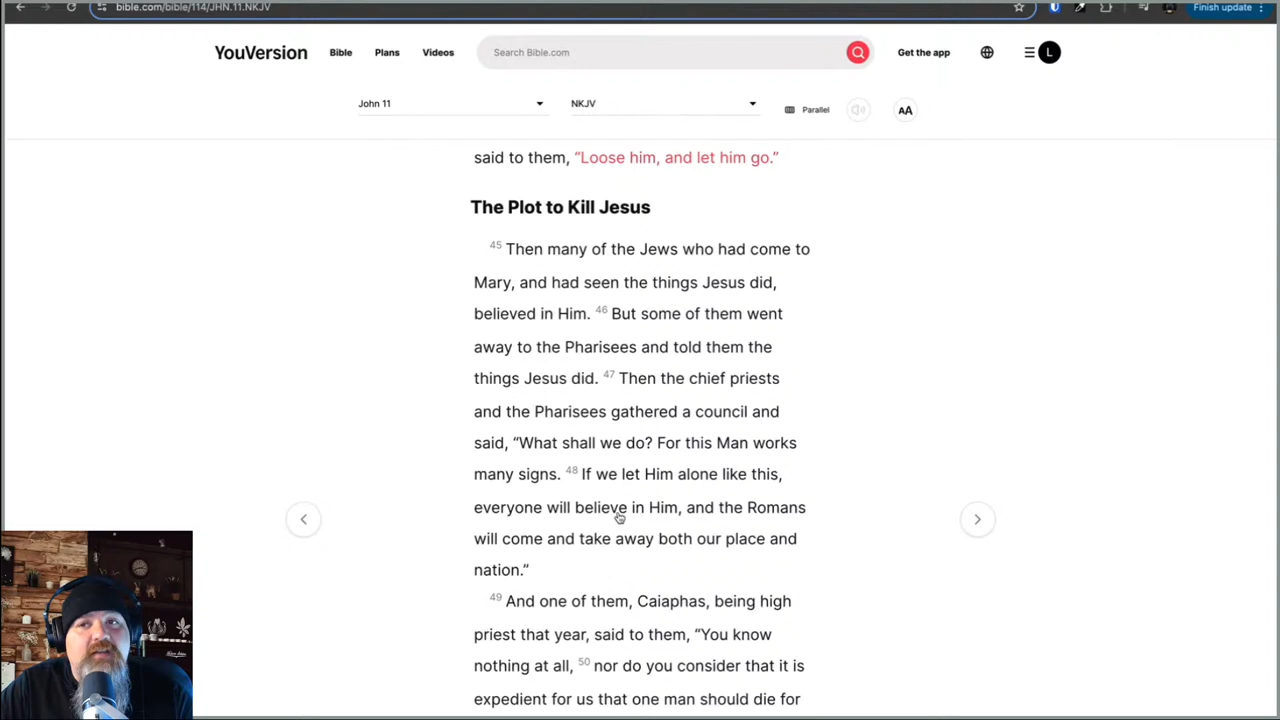 bible.com/bible/114/JHN.11.NKJV
Finish update
YouVersion
Bible
Plans
Videos
Search Bible.com
Get the app
L
John 11
NKJV
Parallel
AA
said to them, “Loose him, and let him go.”
The Plot to Kill Jesus
45 Then many of the Jews who had come to
Mary, and had seen the things Jesus did,
believed in Him. 46 But some of them went
away to the Pharisees and told them the
things Jesus did. 47 Then the chief priests
and the Pharisees gathered a council and
said, “What shall we do? For this Man works
many signs. 48 If we let Him alone like this,
everyone will believe in Him, and the Romans
will come and take away both our place and
nation.”
49 And one of them, Caiaphas, being high
priest that year, said to them, “You know
nothing at all, 50 nor do you consider that it is
expedient for us that one man should die for